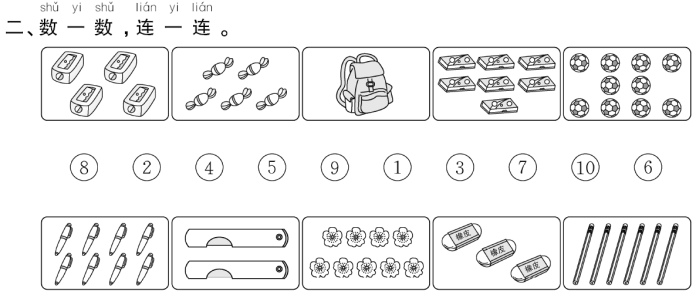 shǔ yi shǔ lián yi lián
二、数一数,连一连。
8 2 4 5 9 1 3 7 10 6
橡皮 橡皮 橡皮